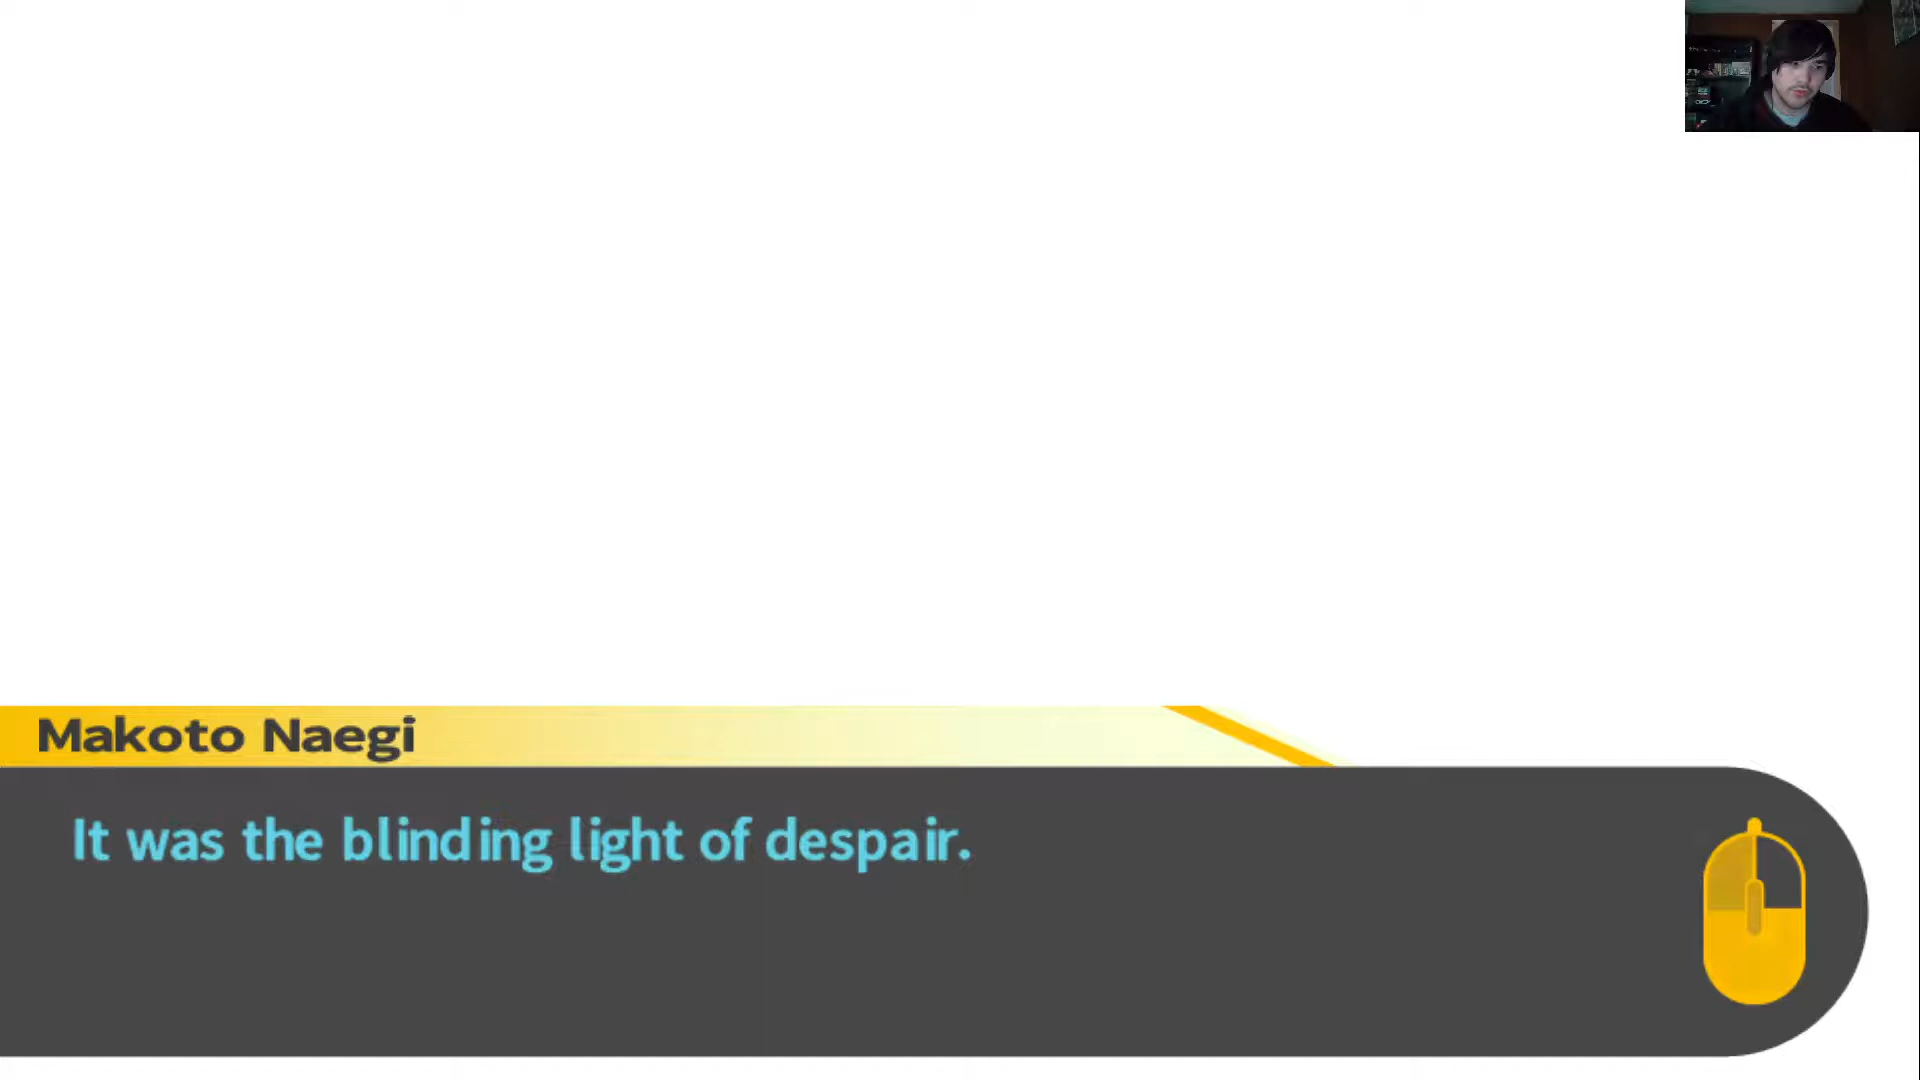 Makoto Naegi
It was the blinding light of despair.